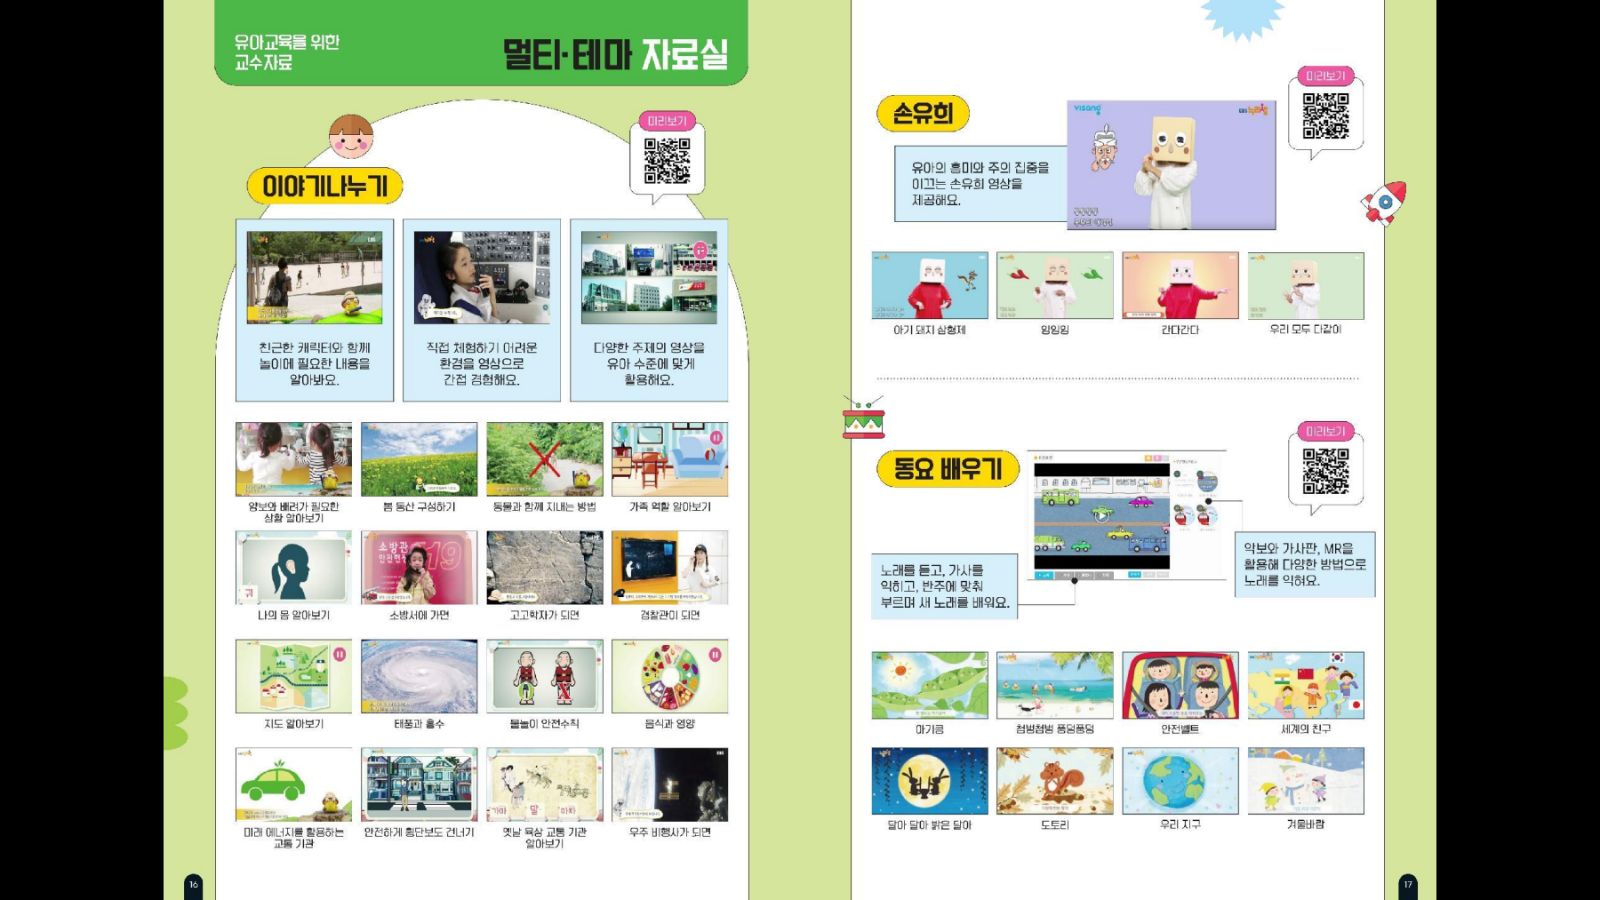 유아교육을 위한
교수자료
멀티·테마 자료실
미리보기
이야기나누기
친근한 캐릭터와 함께
놀이에 필요한 내용을
알아봐요.
직접 체험하기 어려운
환경을 영상으로
간접 경험해요.
다양한 주제의 영상을
유아 수준에 맞게
활용해요.
양보와 배려가 필요한
상황 알아보기
봄 동산 구성하기
동물과 함께 지내는 방법
가족 역할 알아보기
귀
소방관
119
나의 몸 알아보기
소방서에 가면
고고학자가 되면
경찰관이 되면
지도 알아보기
태풍과 홍수
물놀이 안전수칙
음식과 영양
가마
말
마차
미래 에너지를 활용하는
교통 기관
안전하게 횡단보도 건너기
옛날 육상 교통 기관
알아보기
우주 비행사가 되면
16
미리보기
손유희
visang
EBS 누리샘
유아의 흥미와 주의 집중을
이끄는 손유희 영상을
제공해요.
아기 돼지 삼형제
잉잉잉
간다간다
우리 모두 다같이
미리보기
동요 배우기
악보와 가사판, MR을
활용해 다양한 방법으로
노래를 익혀요.
노래를 듣고, 가사를
익히고, 반주에 맞춰
부르며 새 노래를 배워요.
아기콩
첨벙첨벙 풍덩풍덩
안전벨트
세계의 친구
달아 달아 밝은 달아
도토리
우리 지구
겨울바람
17